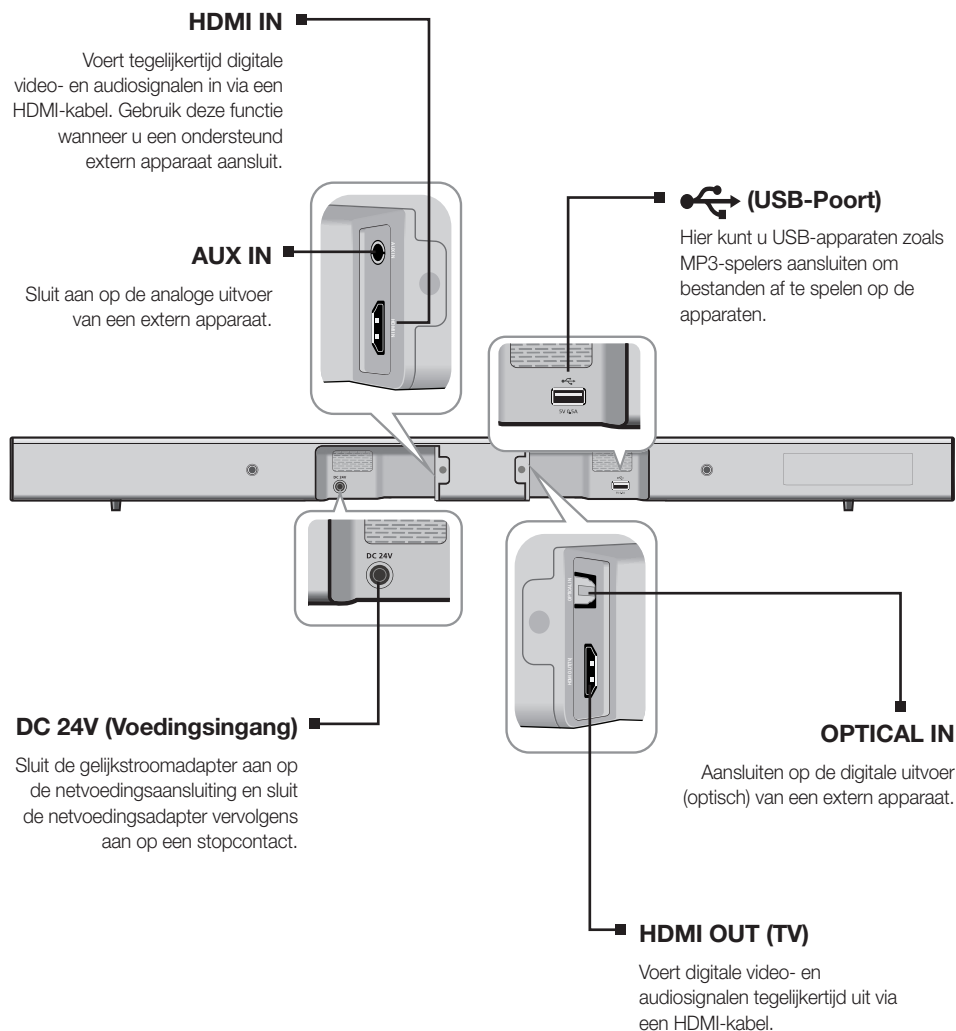 HDMI IN
Voert tegelijkertijd digitale
video- en audiosignalen in via een
HDMI-kabel. Gebruik deze functie
wanneer u een ondersteund
extern apparaat aansluit.
AUX IN
Sluit aan op de analoge uitvoer
van een extern apparaat.
(USB-Poort)
Hier kunt u USB-apparaten zoals
MP3-spelers aansluiten om
bestanden af te spelen op de
apparaten.
5V 0.5A
DC 24V
DC 24V
DC 24V (Voedingsingang)
Sluit de gelijkstroomadapter aan op
de netvoedingsaansluiting en sluit
de netvoedingsadapter vervolgens
aan op een stopcontact.
OPTICAL IN
Aansluiten op de digitale uitvoer
(optisch) van een extern apparaat.
HDMI OUT (TV)
Voert digitale video- en
audiosignalen tegelijkertijd uit via
een HDMI-kabel.